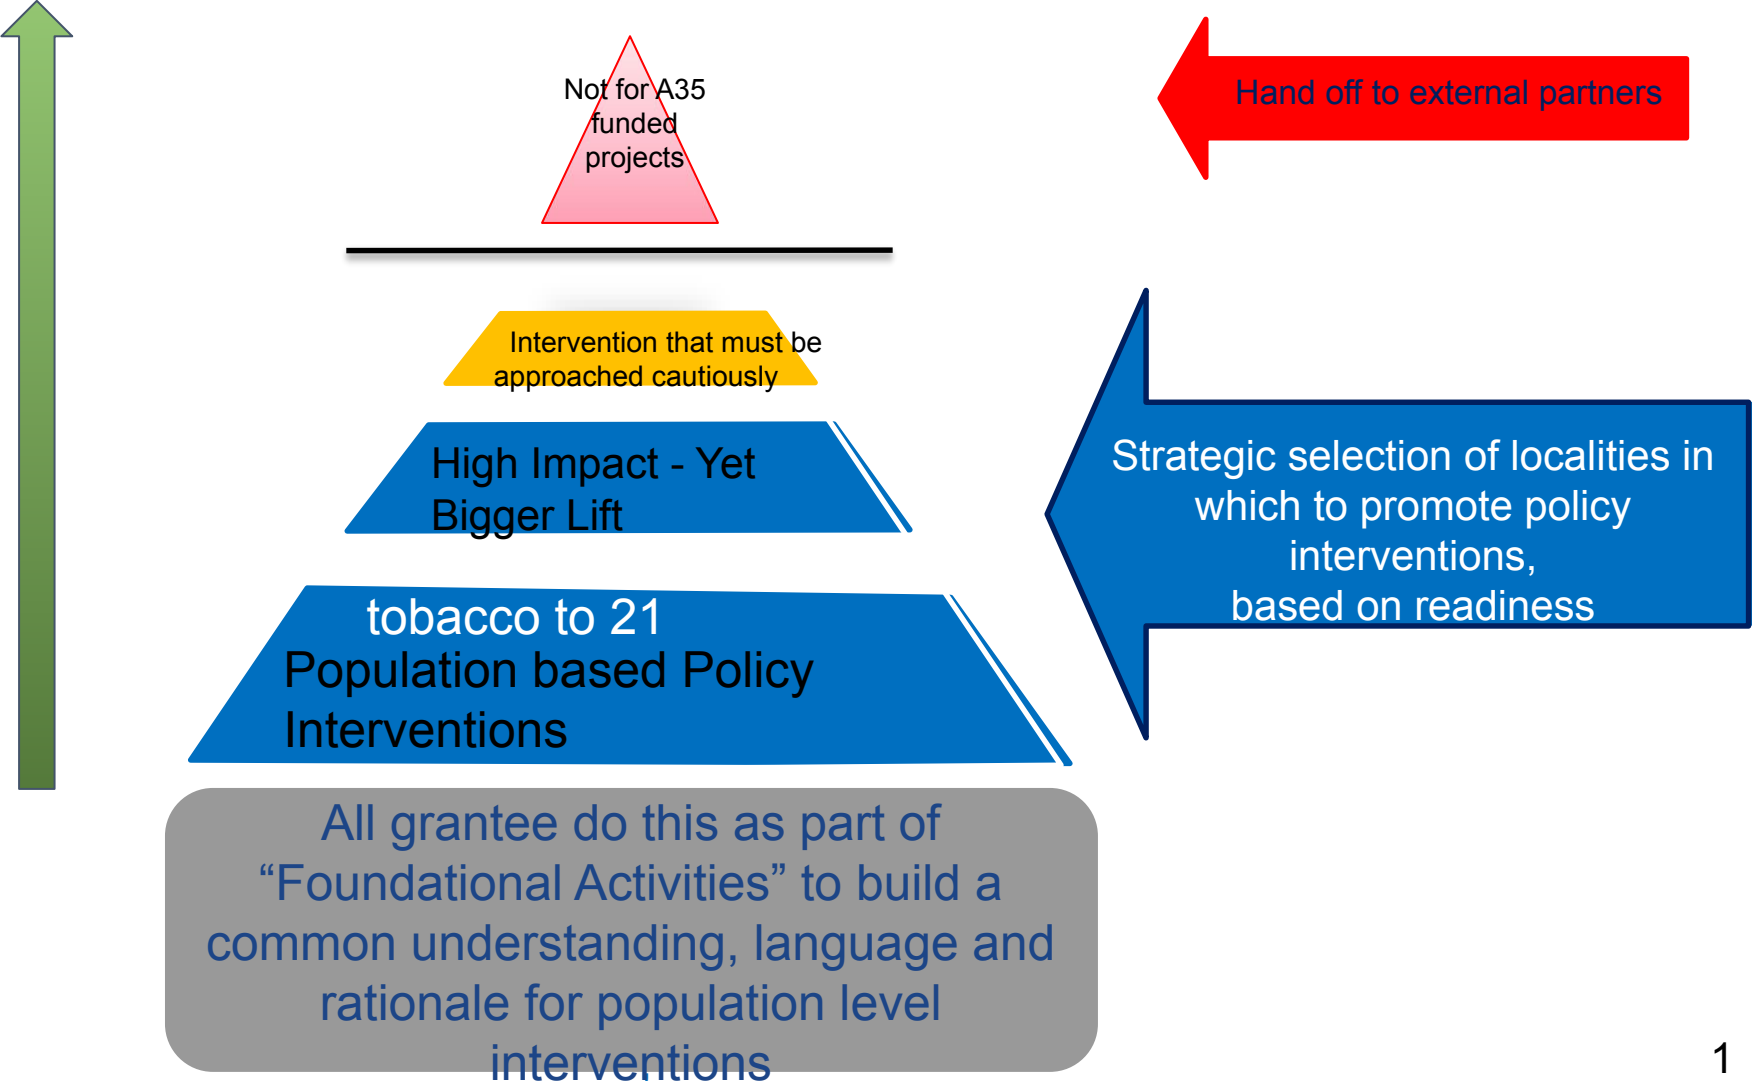 Not for A35
funded
projects
Hand off to external partners
Intervention that must be
approached cautiously
High Impact - Yet
Bigger Lift
Strategic selection of localities in
which to promote policy
interventions,
based on readiness
tobacco to 21
Population based Policy
Interventions
All grantee do this as part of
“Foundational Activities” to build a
common understanding, language and
rationale for population level
interventions
1